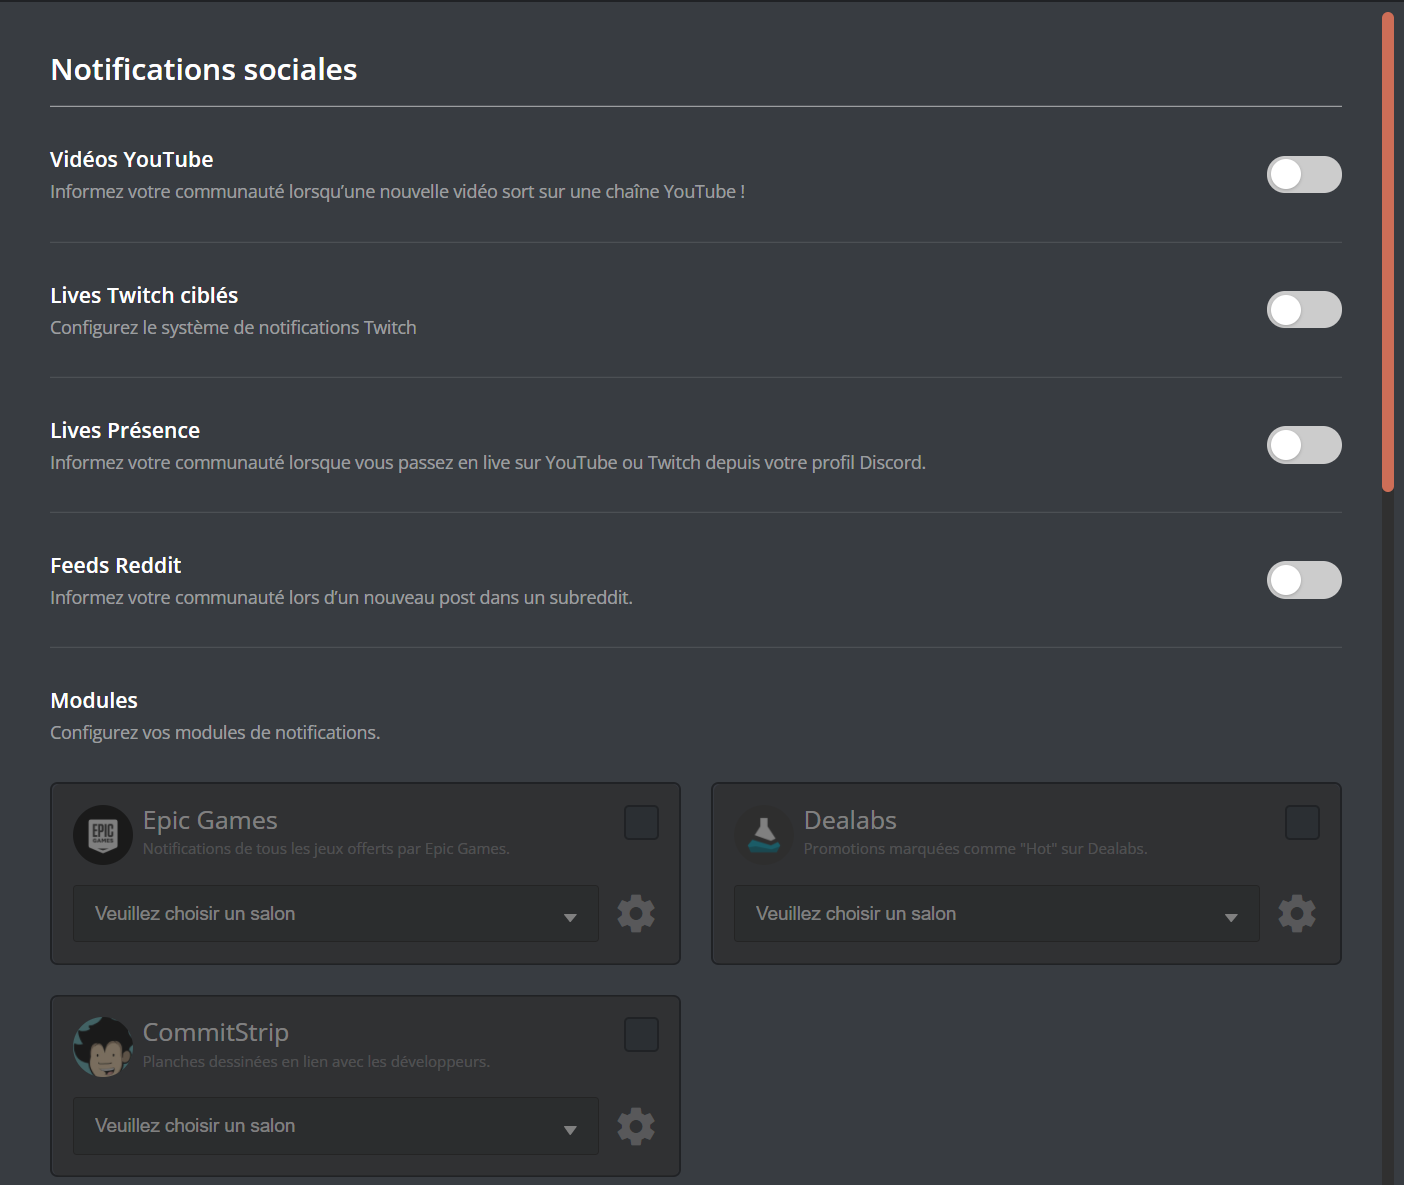 Notifications sociales
Vidéos YouTube
Informez votre communauté lorsqu’une nouvelle vidéo sort sur une chaîne YouTube !
Lives Twitch ciblés
Configurez le système de notifications Twitch
Lives Présence
Informez votre communauté lorsque vous passez en live sur YouTube ou Twitch depuis votre profil Discord.
Feeds Reddit
Informez votre communauté lors d’un nouveau post dans un subreddit.
Modules
Configurez vos modules de notifications.
EPIC
GAMES
Epic Games
Notifications de tous les jeux offerts par Epic Games.
Veuillez choisir un salon
Dealabs
Promotions marquées comme "Hot" sur Dealabs.
Veuillez choisir un salon
CommitStrip
Planches dessinées en lien avec les développeurs.
Veuillez choisir un salon